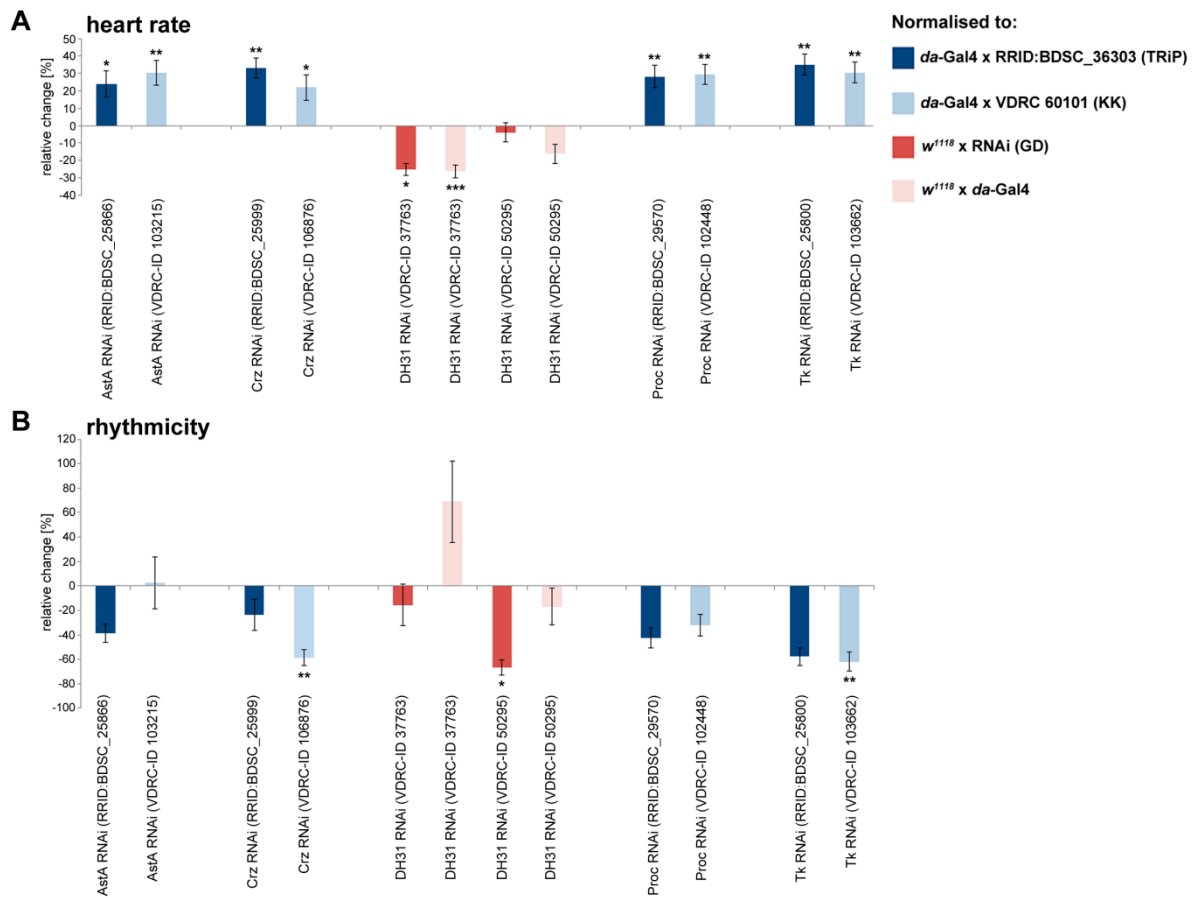 A
heart rate
relative change [%]
50
40
30
20
10
0
-10
-20
-30
-40
* ** ** * * *** ** ** ** **
AstA RNAi (RRID:BDSC_25866)
AstA RNAi (VDRC-ID 103215)
Crz RNAi (RRID:BDSC_25999)
Crz RNAi (VDRC-ID 106876)
DH31 RNAi (VDRC-ID 37763)
DH31 RNAi (VDRC-ID 37763)
DH31 RNAi (VDRC-ID 50295)
DH31 RNAi (VDRC-ID 50295)
Proc RNAi (RRID:BDSC_29570)
Proc RNAi (VDRC-ID 102448)
Tk RNAi (RRID:BDSC_25800)
Tk RNAi (VDRC-ID 103662)
Normalised to:
da-Gal4 x RRID:BDSC_36303 (TRiP)
da-Gal4 x VDRC 60101 (KK)
w1118 x RNAi (GD)
w1118 x da-Gal4
B
rhythmicity
relative change [%]
120
100
80
60
40
20
0
-20
-40
-60
-80
-100
** * **
AstA RNAi (RRID:BDSC_25866)
AstA RNAi (VDRC-ID 103215)
Crz RNAi (RRID:BDSC_25999)
Crz RNAi (VDRC-ID 106876)
DH31 RNAi (VDRC-ID 37763)
DH31 RNAi (VDRC-ID 37763)
DH31 RNAi (VDRC-ID 50295)
DH31 RNAi (VDRC-ID 50295)
Proc RNAi (RRID:BDSC_29570)
Proc RNAi (VDRC-ID 102448)
Tk RNAi (RRID:BDSC_25800)
Tk RNAi (VDRC-ID 103662)